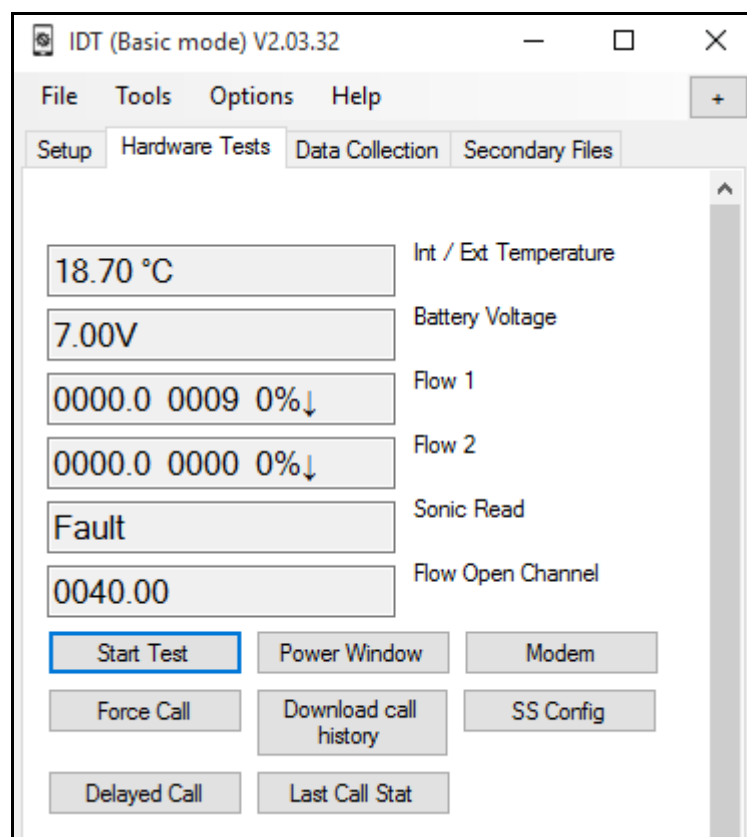 IDT (Basic mode) V2.03.32
File Tools Options Help +
Setup Hardware Tests Data Collection Secondary Files
18.70 °C Int / Ext Temperature
7.00V Battery Voltage
0000.0 0009 0%↓ Flow 1
0000.0 0000 0%↓ Flow 2
Fault Sonic Read
0040.00 Flow Open Channel
Start Test Power Window Modem
Force Call Download call history SS Config
Delayed Call Last Call Stat